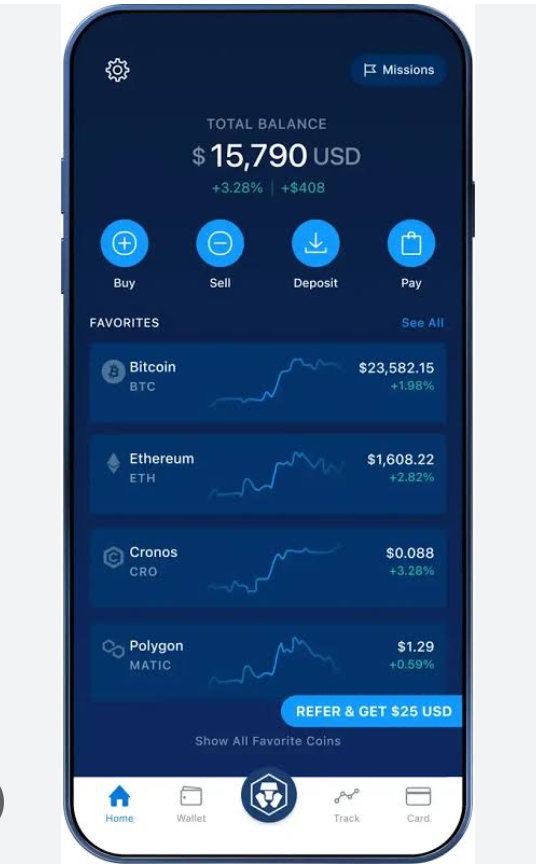 Missions
TOTAL BALANCE
$15,790 USD
+3.28% | +$408
Buy Sell Deposit Pay
FAVORITES See All
Bitcoin $23,582.15
BTC +1.98%
Ethereum $1,608.22
ETH +2.82%
Cronos $0.088
CRO +3.28%
Polygon $1.29
MATIC +0.59%
REFER & GET $25 USD
Show All Favorite Coins
Home Wallet Track Card